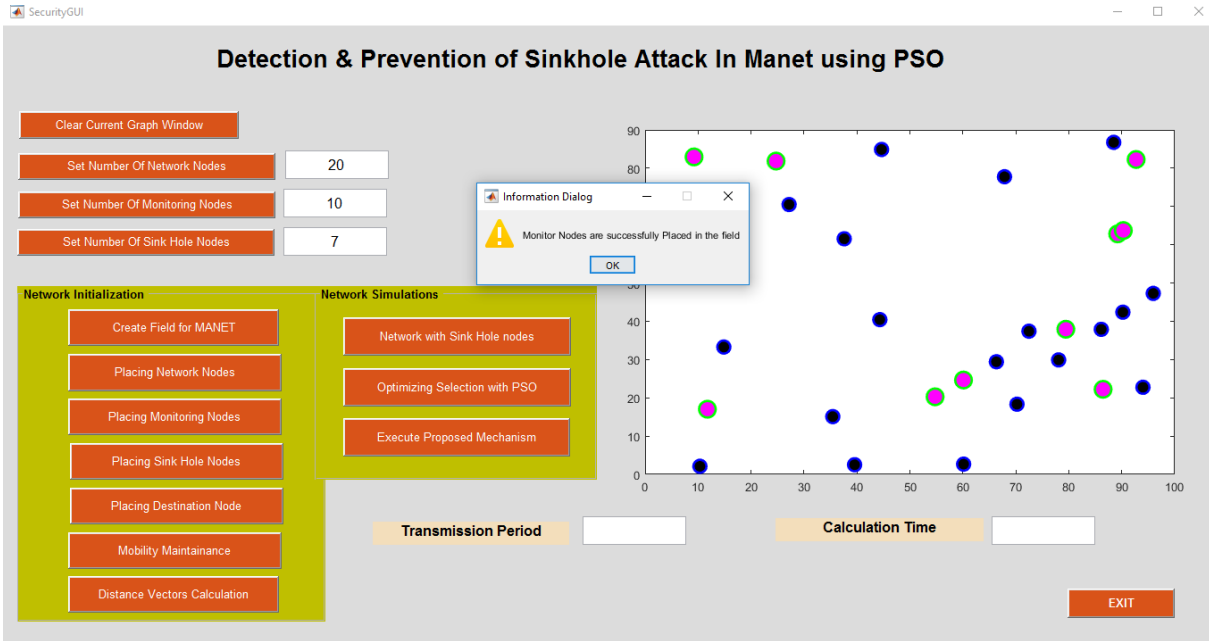 SecurityGUI
Detection & Prevention of Sinkhole Attack In Manet using PSO
Clear Current Graph Window
Set Number Of Network Nodes
20
Set Number Of Monitoring Nodes
10
Set Number Of Sink Hole Nodes
7
Information Dialog
Monitor Nodes are successfully Placed in the field
OK
Network Initialization
Create Field for MANET
Placing Network Nodes
Placing Monitoring Nodes
Placing Sink Hole Nodes
Placing Destination Node
Mobility Maintainance
Distance Vectors Calculation
Network Simulations
Network with Sink Hole nodes
Optimizing Selection with PSO
Execute Proposed Mechanism
90
80
50
40
30
20
10
0
0 10 20 30 40 50 60 70 80 90 100
Transmission Period
Calculation Time
EXIT